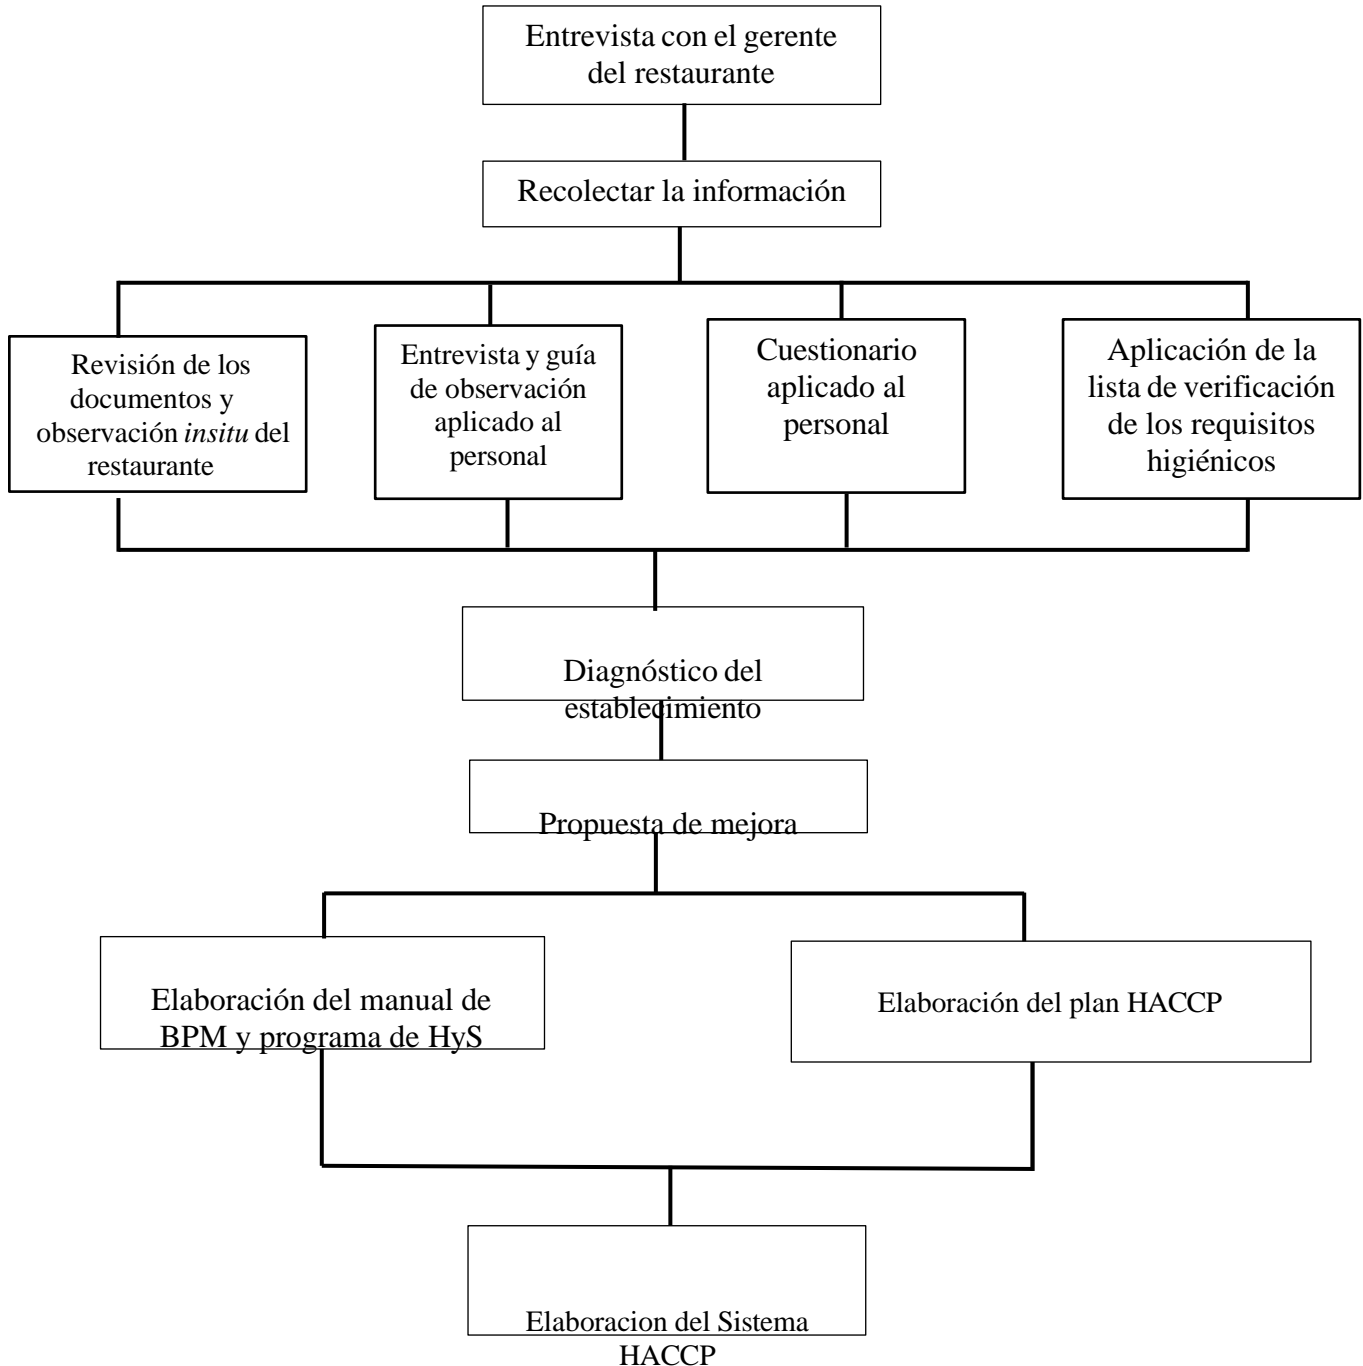 Entrevista con el gerente
del restaurante
Recolectar la información
Revisión de los
documentos y
observación insitu del
restaurante
Entrevista y guía
de observación
aplicado al
personal
Cuestionario
aplicado al
personal
Aplicación de la
lista de verificación
de los requisitos
higiénicos
Diagnóstico del
establecimiento
Propuesta de mejora
Elaboración del manual de
BPM y programa de HyS
Elaboración del plan HACCP
Elaboracion del Sistema
HACCP